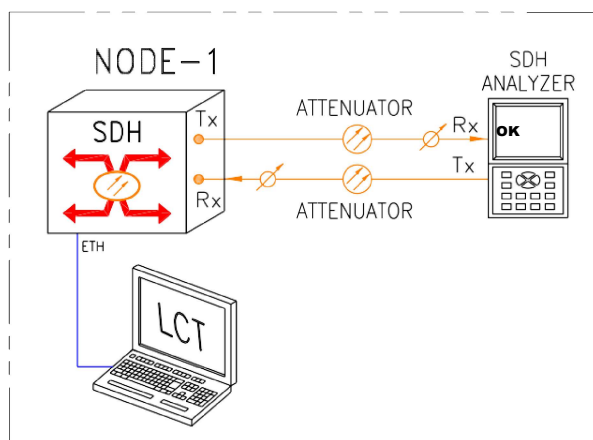 NODE-1
SDH
ANALYZER
SDH
Tx
ATTENUATOR
Rx
OK
Tx
Rx
ATTENUATOR
ETH
LCT